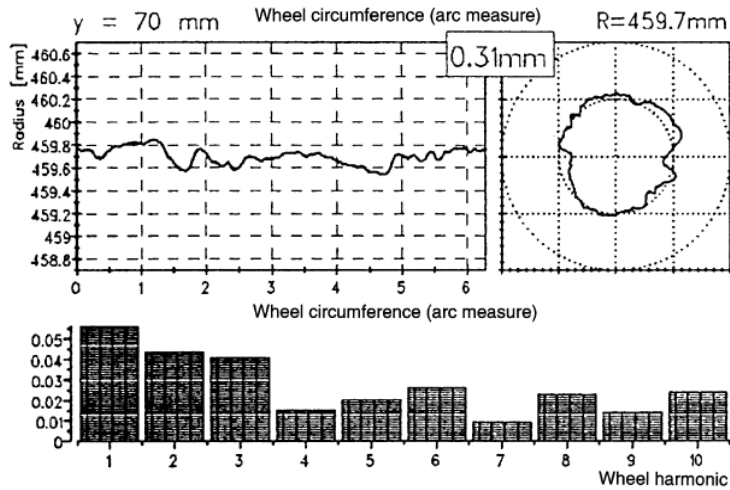 y = 70 mm
Wheel circumference (arc measure)
R=459.7mm
0.31mm
Radius [mm]
460.6
460.4
460.2
460
459.8
459.6
459.4
459.2
459
458.8
0 1 2 3 4 5 6
Wheel circumference (arc measure)
0.05
0.04
0.03
0.02
0.01
0
1 2 3 4 5 6 7 8 9 10
Wheel harmonic